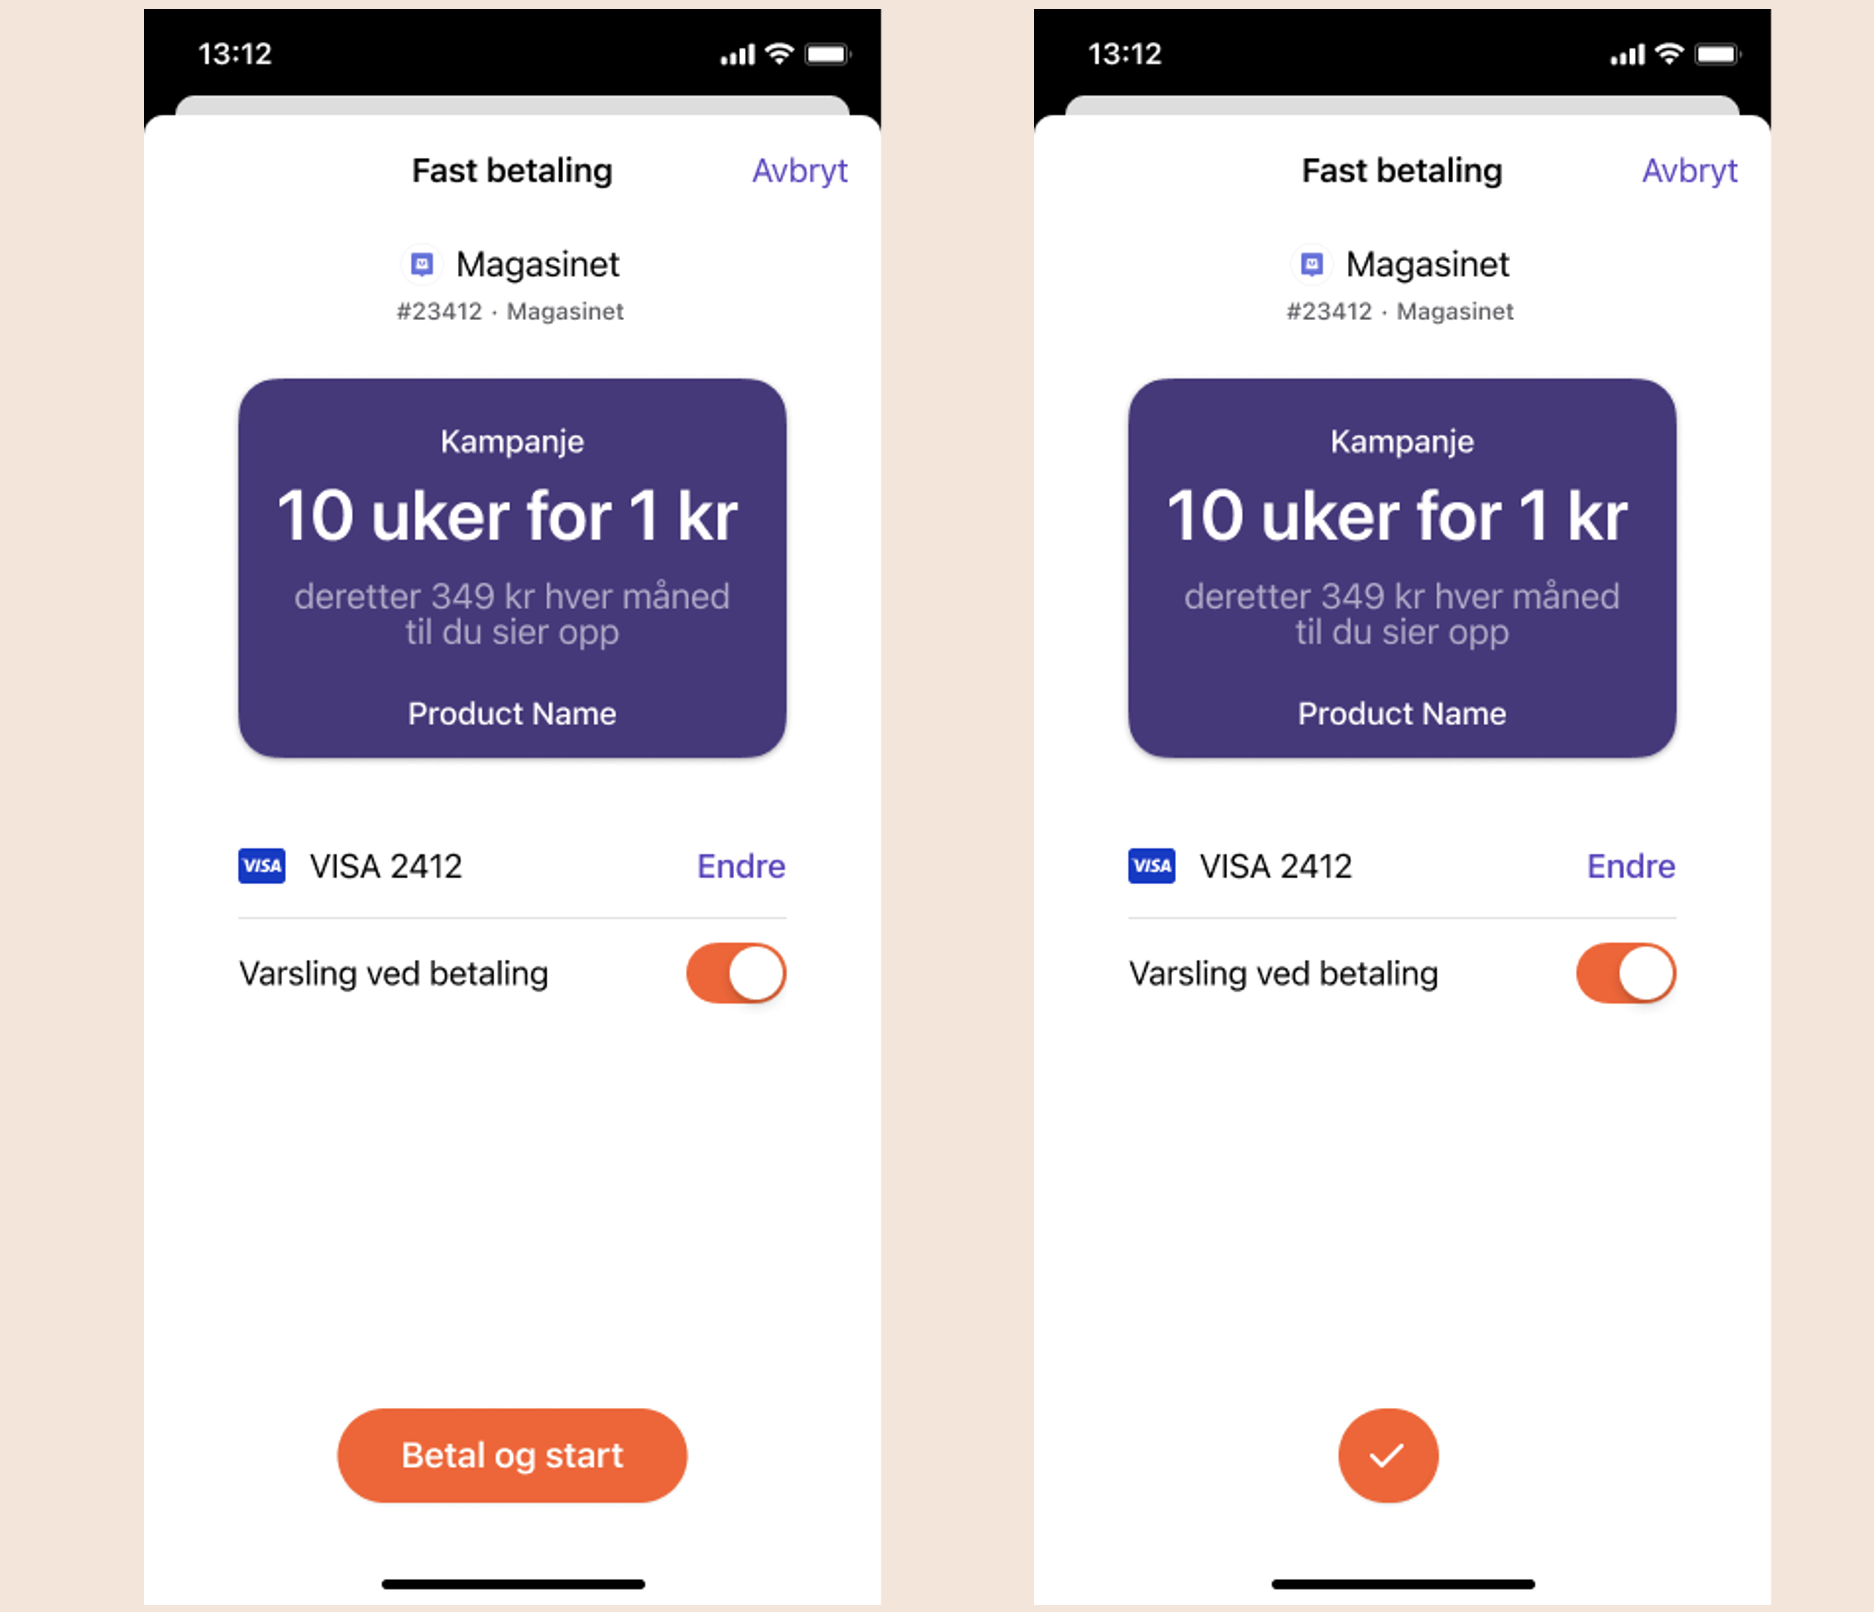 13:12
Fast betaling
Avbryt
Magasinet
#23412 · Magasinet
Kampanje
10 uker for 1 kr
deretter 349 kr hver måned
til du sier opp
Product Name
VISA
VISA 2412
Endre
Varsling ved betaling
Betal og start
13:12
Fast betaling
Avbryt
Magasinet
#23412 · Magasinet
Kampanje
10 uker for 1 kr
deretter 349 kr hver måned
til du sier opp
Product Name
VISA
VISA 2412
Endre
Varsling ved betaling